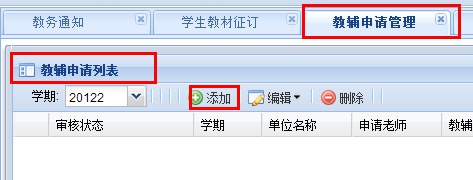 教务通知 学生教材征订 教辅申请管理
教辅申请列表
学期: 20122 添加 编辑 删除
审核状态 学期 单位名称 申请老师 教辅